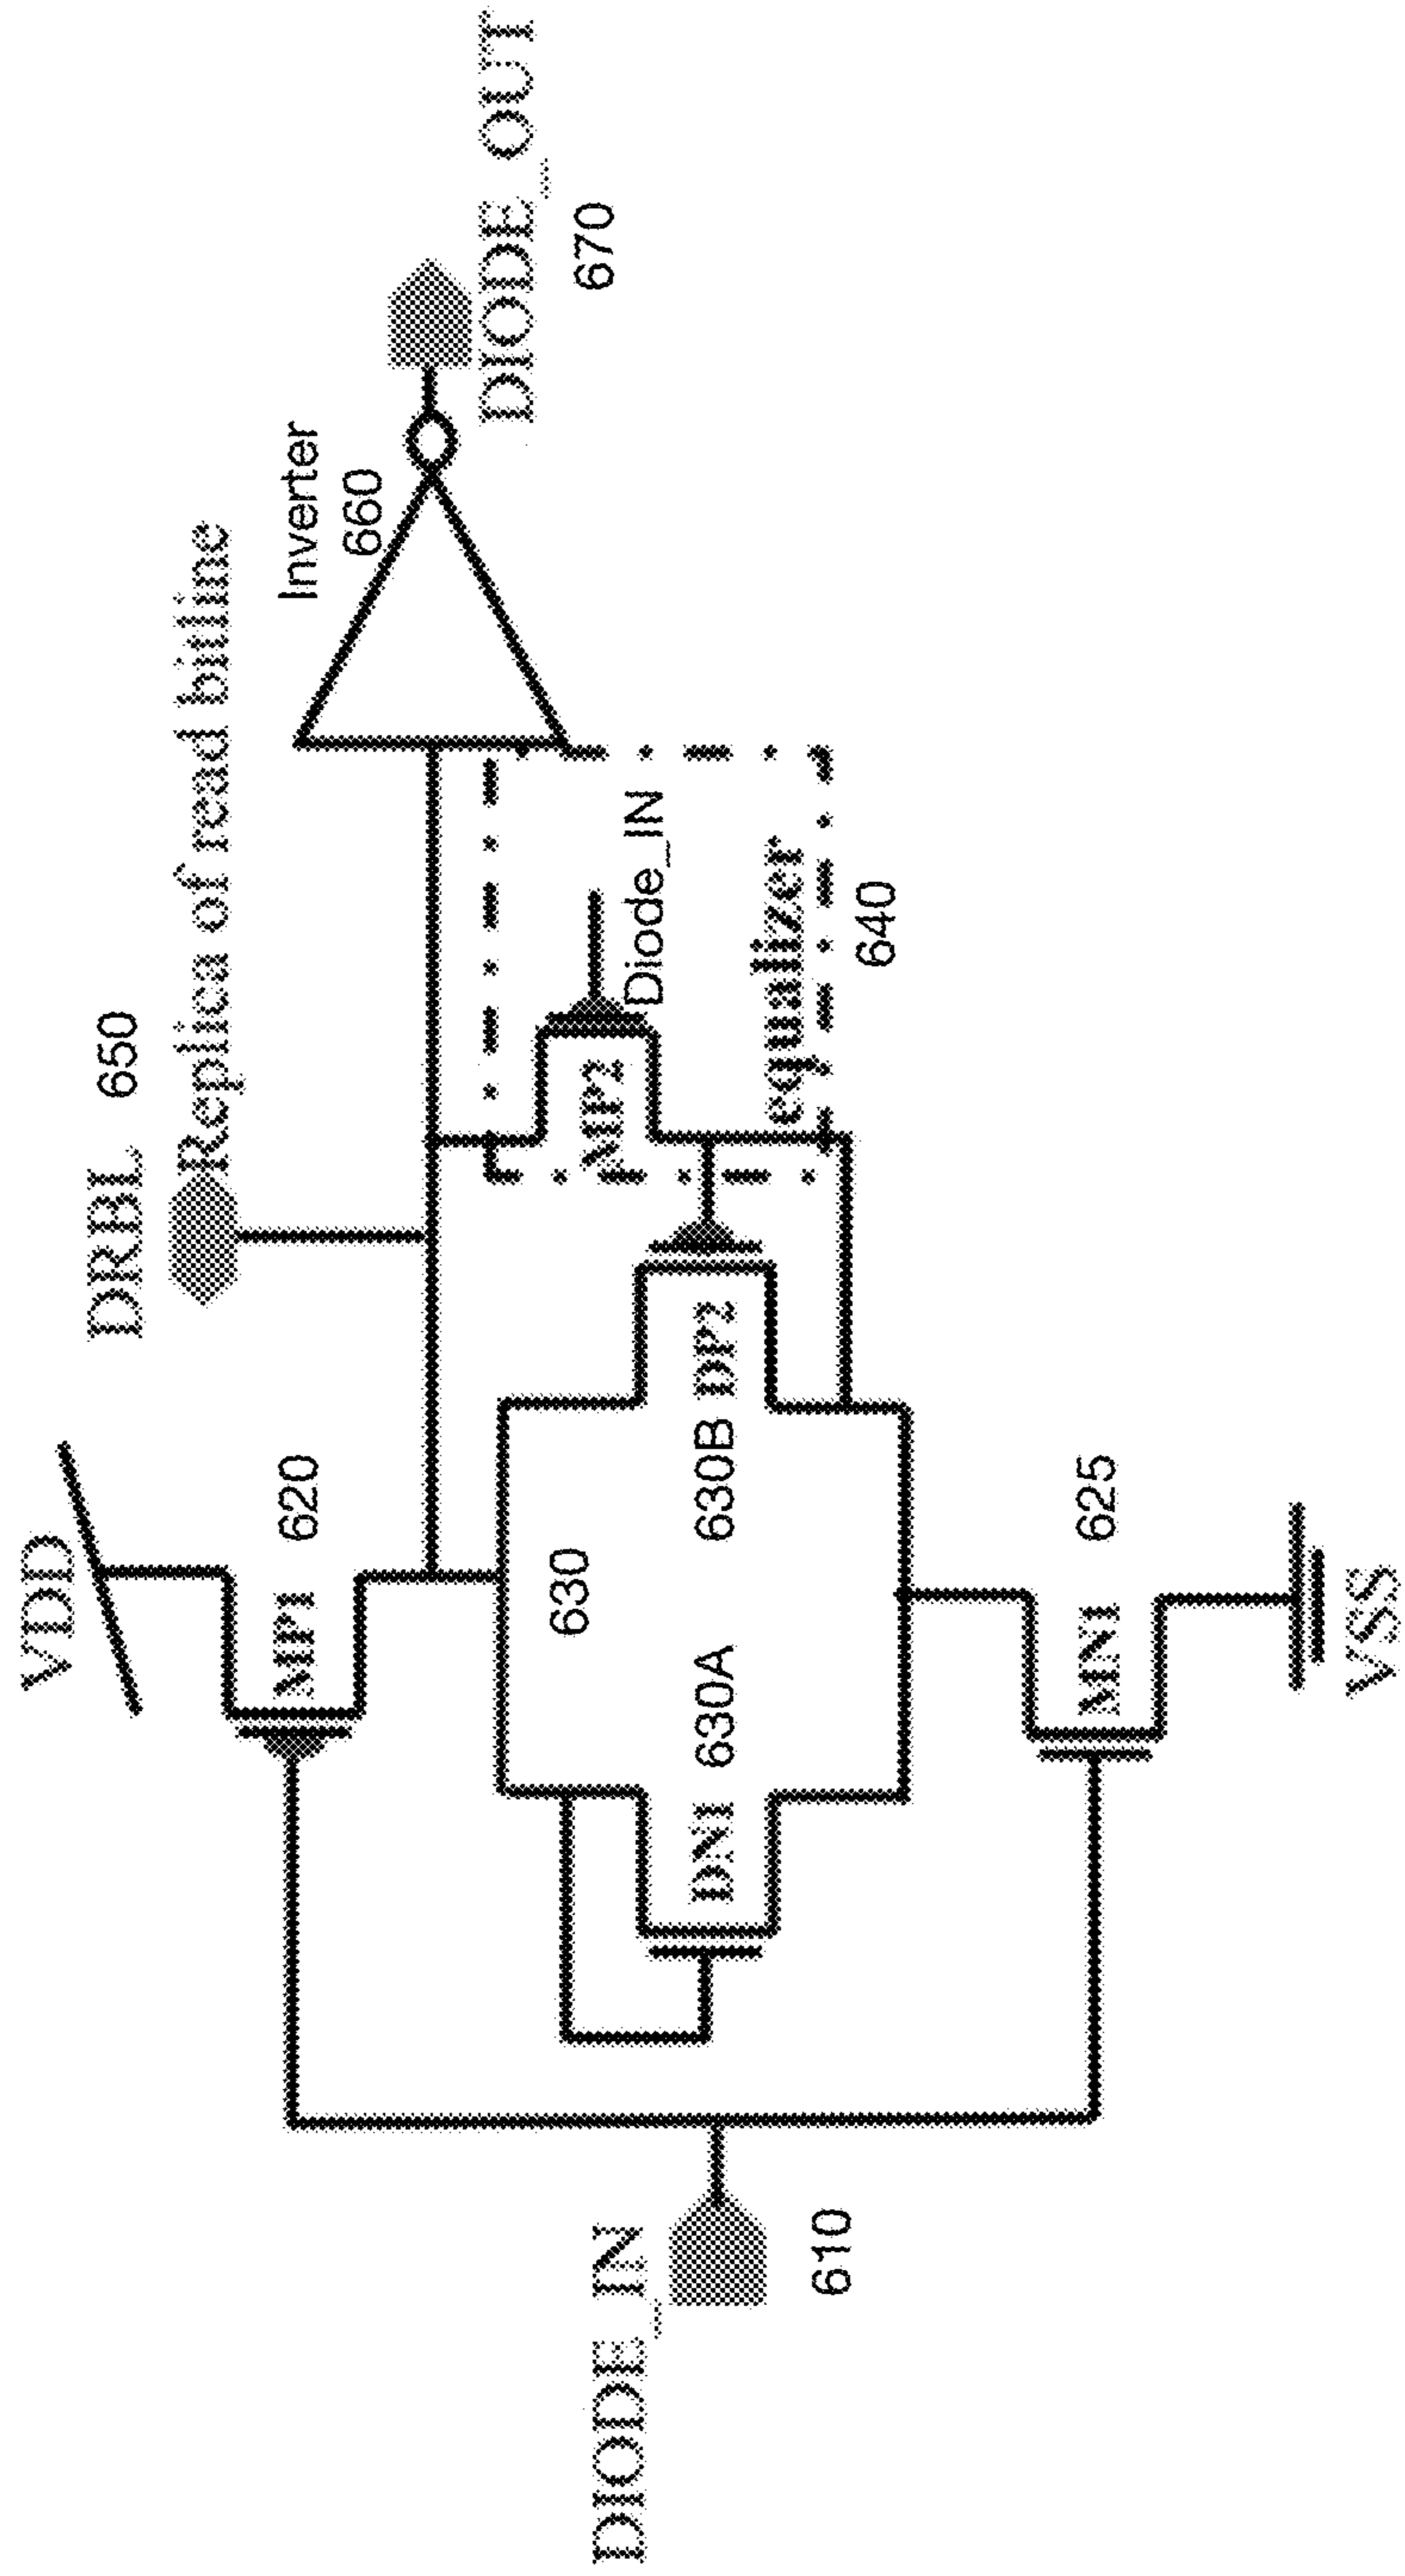 VDD
DRBL 650
Replica of read bitline
MP1 620
Inverter
660
DIODE_OUT
670
630
DIODE_IN
610
DN1 630A
630B DP2
MP2
Diode_IN
equalizer
640
MN1 625
VSS